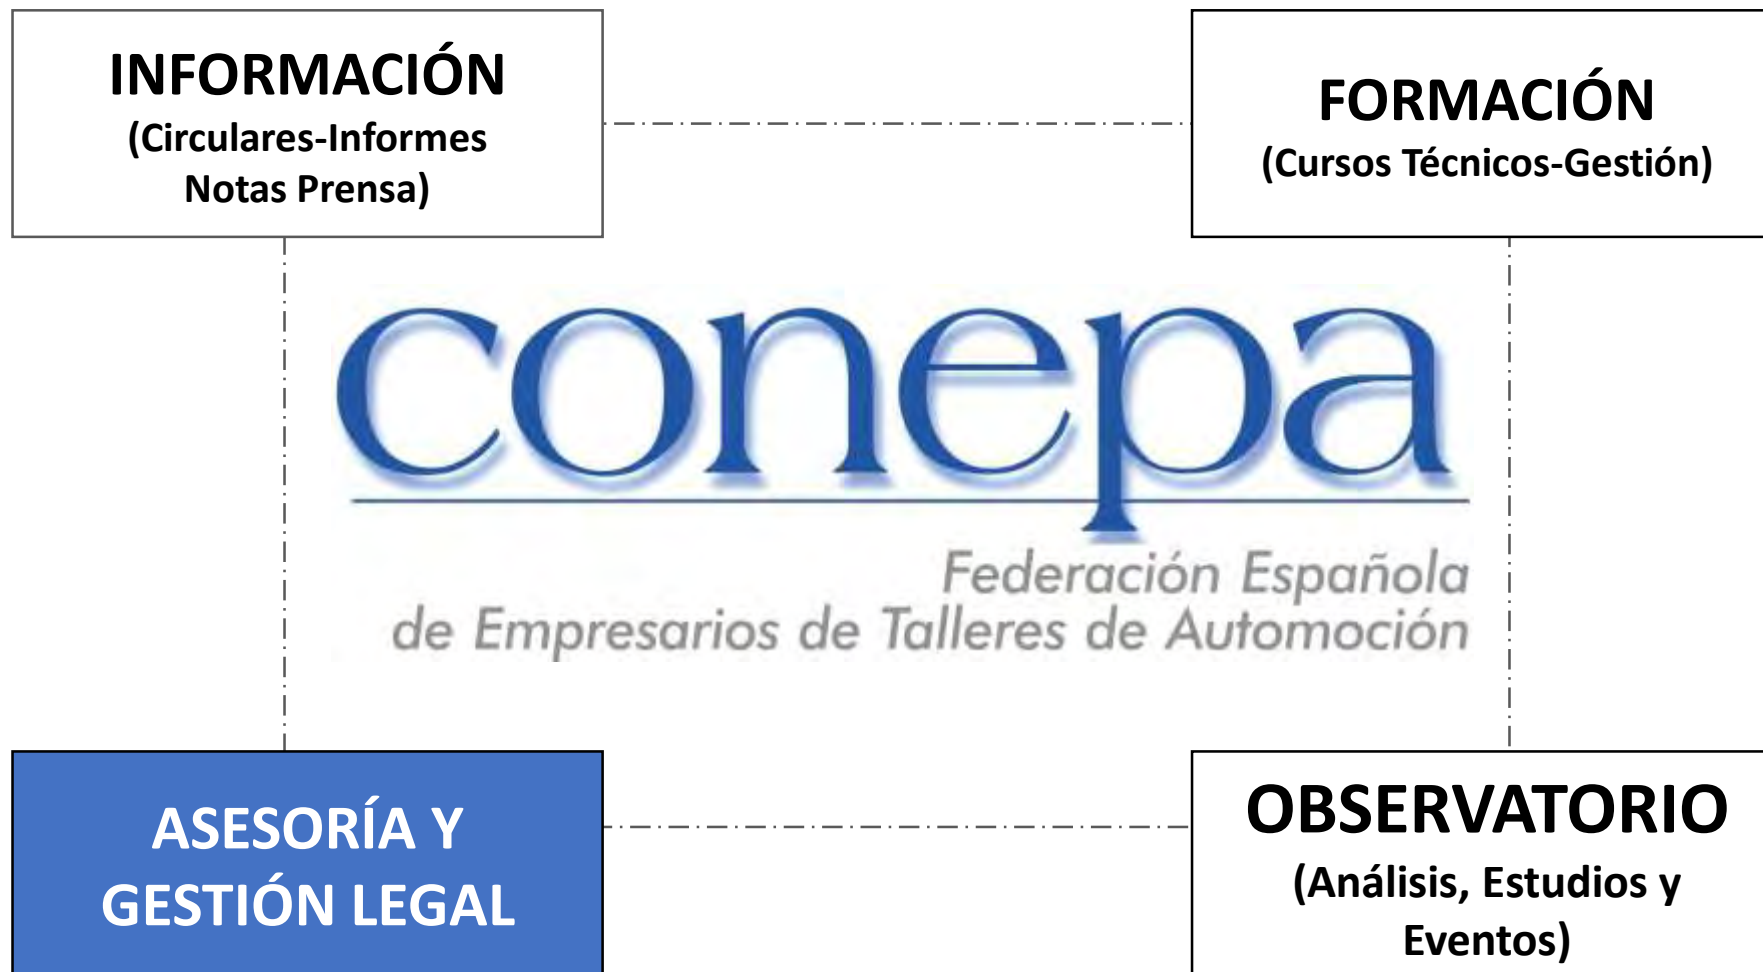 INFORMACIÓN
(Circulares-Informes
Notas Prensa)
FORMACIÓN
(Cursos Técnicos-Gestión)
conepa
Federación Española
de Empresarios de Talleres de Automoción
ASESORÍA Y
GESTIÓN LEGAL
OBSERVATORIO
(Análisis, Estudios y
Eventos)